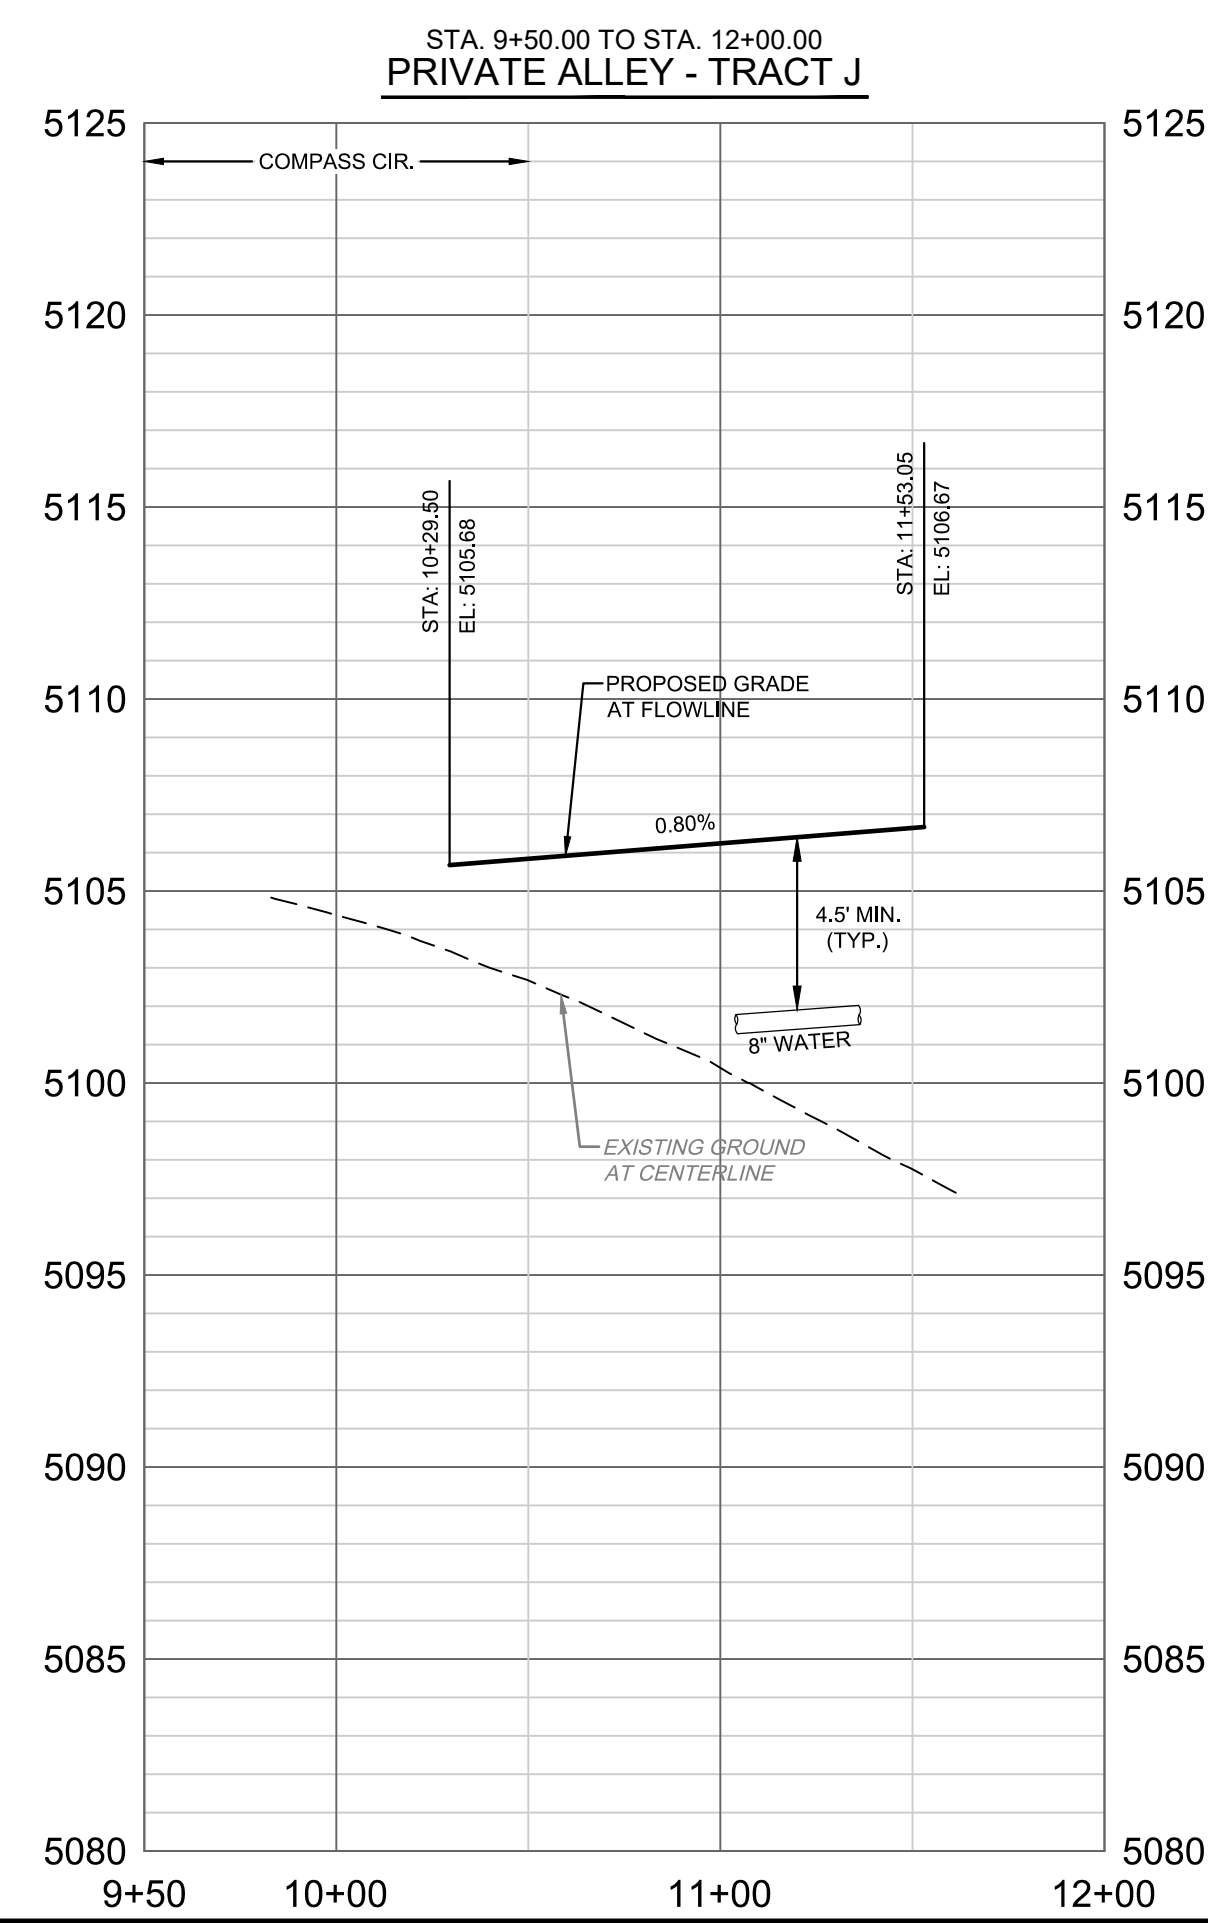 STA. 9+50.00 TO STA. 12+00.00
PRIVATE ALLEY - TRACT J
5125 5125
COMPASS CIR.
5120 5120
5115 5115
STA: 10+29.50
EL: 5105.68
STA: 11+53.05
EL: 5106.67
5110 5110
PROPOSED GRADE
AT FLOWLINE
0.80%
5105 5105
4.5' MIN.
(TYP.)
8" WATER
5100 5100
EXISTING GROUND
AT CENTERLINE
5095 5095
5090 5090
5085 5085
5080 5080
9+50 10+00 11+00 12+00